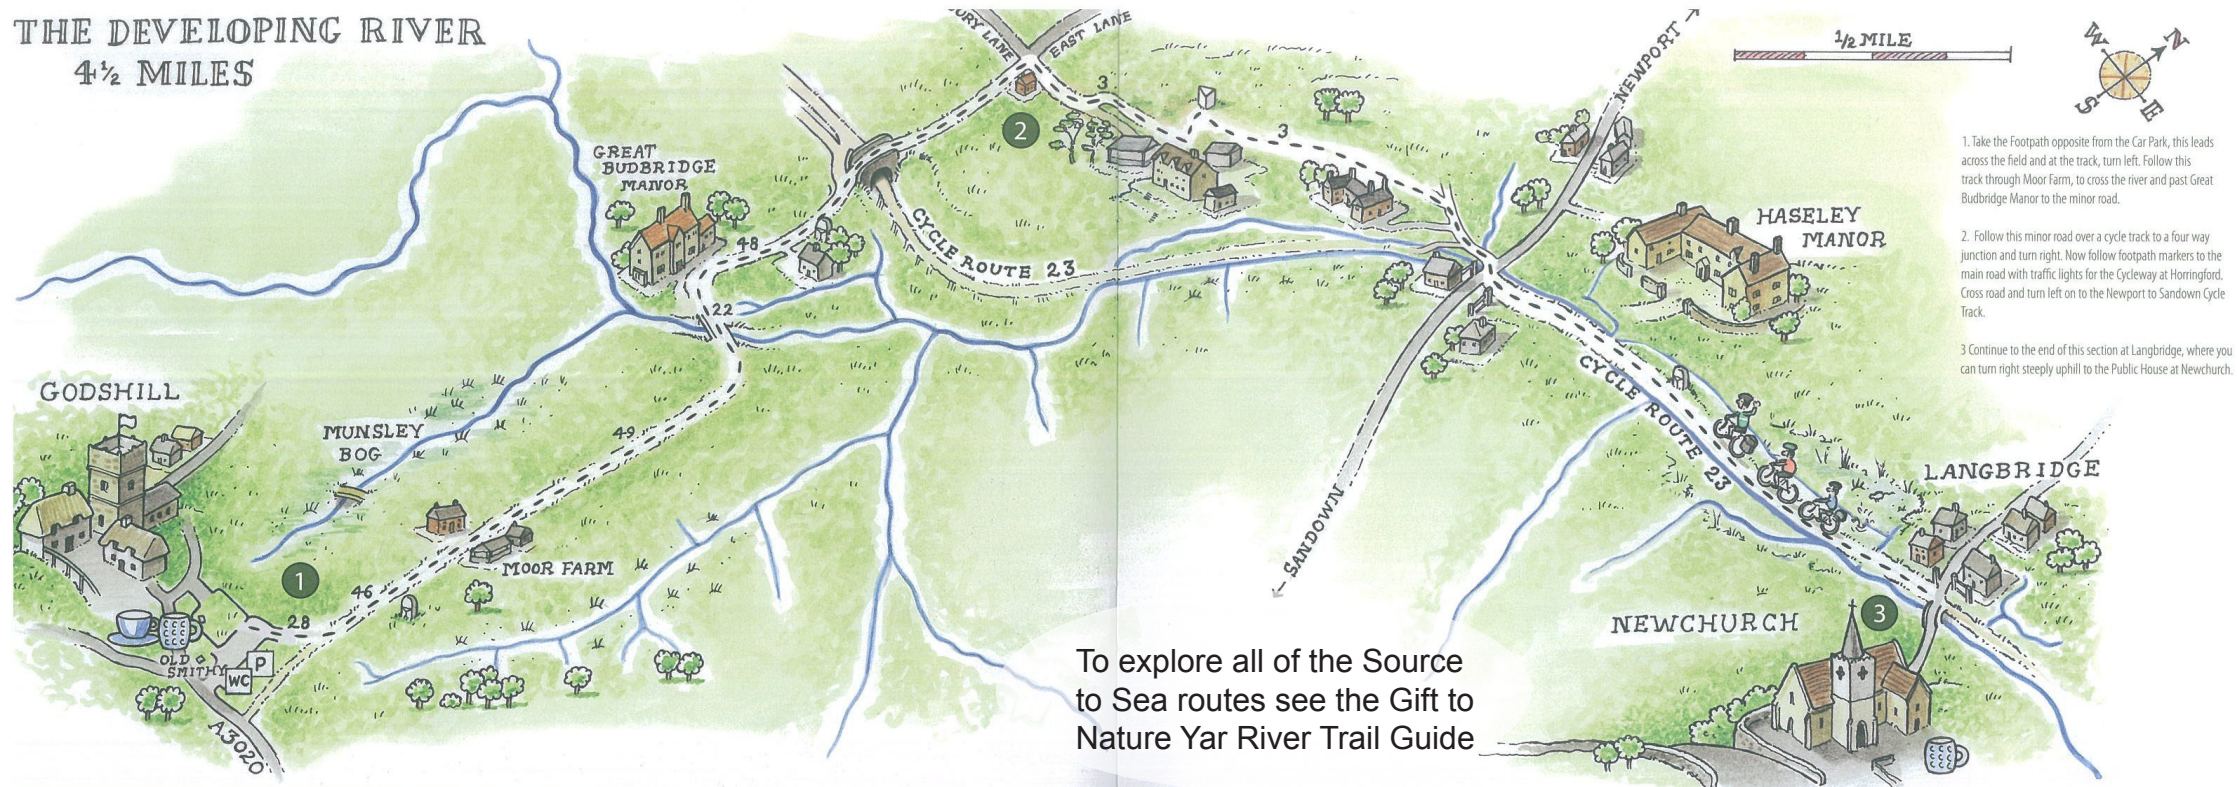 THE DEVELOPING RIVER
4½ MILES
EAST LANE
3
3
NEWPORT →
½ MILE
W
N
S
E
1. Take the Footpath opposite from the Car Park, this leads
across the field and at the track, turn left. Follow this
track through Moor Farm, to cross the river and past Great
Budbridge Manor to the minor road.
2. Follow this minor road over a cycle track to a four way
junction and turn right. Now follow footpath markers to the
main road with traffic lights for the Cycleway at Horringford.
Cross road and turn left on to the Newport to Sandown Cycle
Track.
3 Continue to the end of this section at Langbridge, where you
can turn right steeply uphill to the Public House at Newchurch.
2
GREAT
BUDBRIDGE
MANOR
48
22
CYCLE ROUTE 23
HASELEY
MANOR
GODSHILL
MUNSLEY
BOG
49
MOOR FARM
1
46
28
OLD
SMITHY
P
WC
A3020
← SANDOWN
CYCLE ROUTE 23
LANGBRIDGE
NEWCHURCH
3
To explore all of the Source
to Sea routes see the Gift to
Nature Yar River Trail Guide